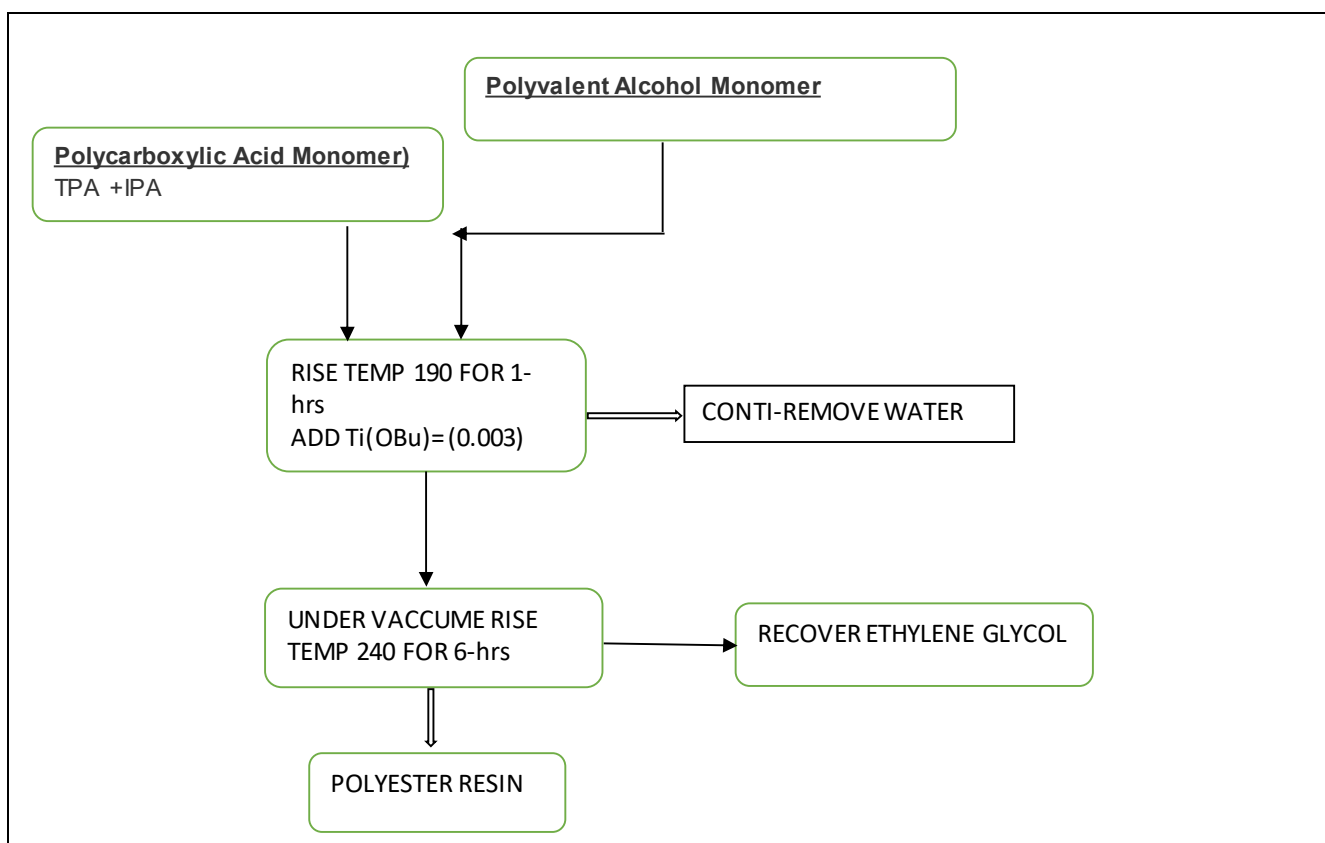 Polyvalent Alcohol Monomer
Polycarboxylic Acid Monomer)
TPA +IPA
RISE TEMP 190 FOR 1-
hrs
ADD Ti(OBu)=(0.003)
CONTI-REMOVE WATER
UNDER VACCUME RISE
TEMP 240 FOR 6-hrs
RECOVER ETHYLENE GLYCOL
POLYESTER RESIN